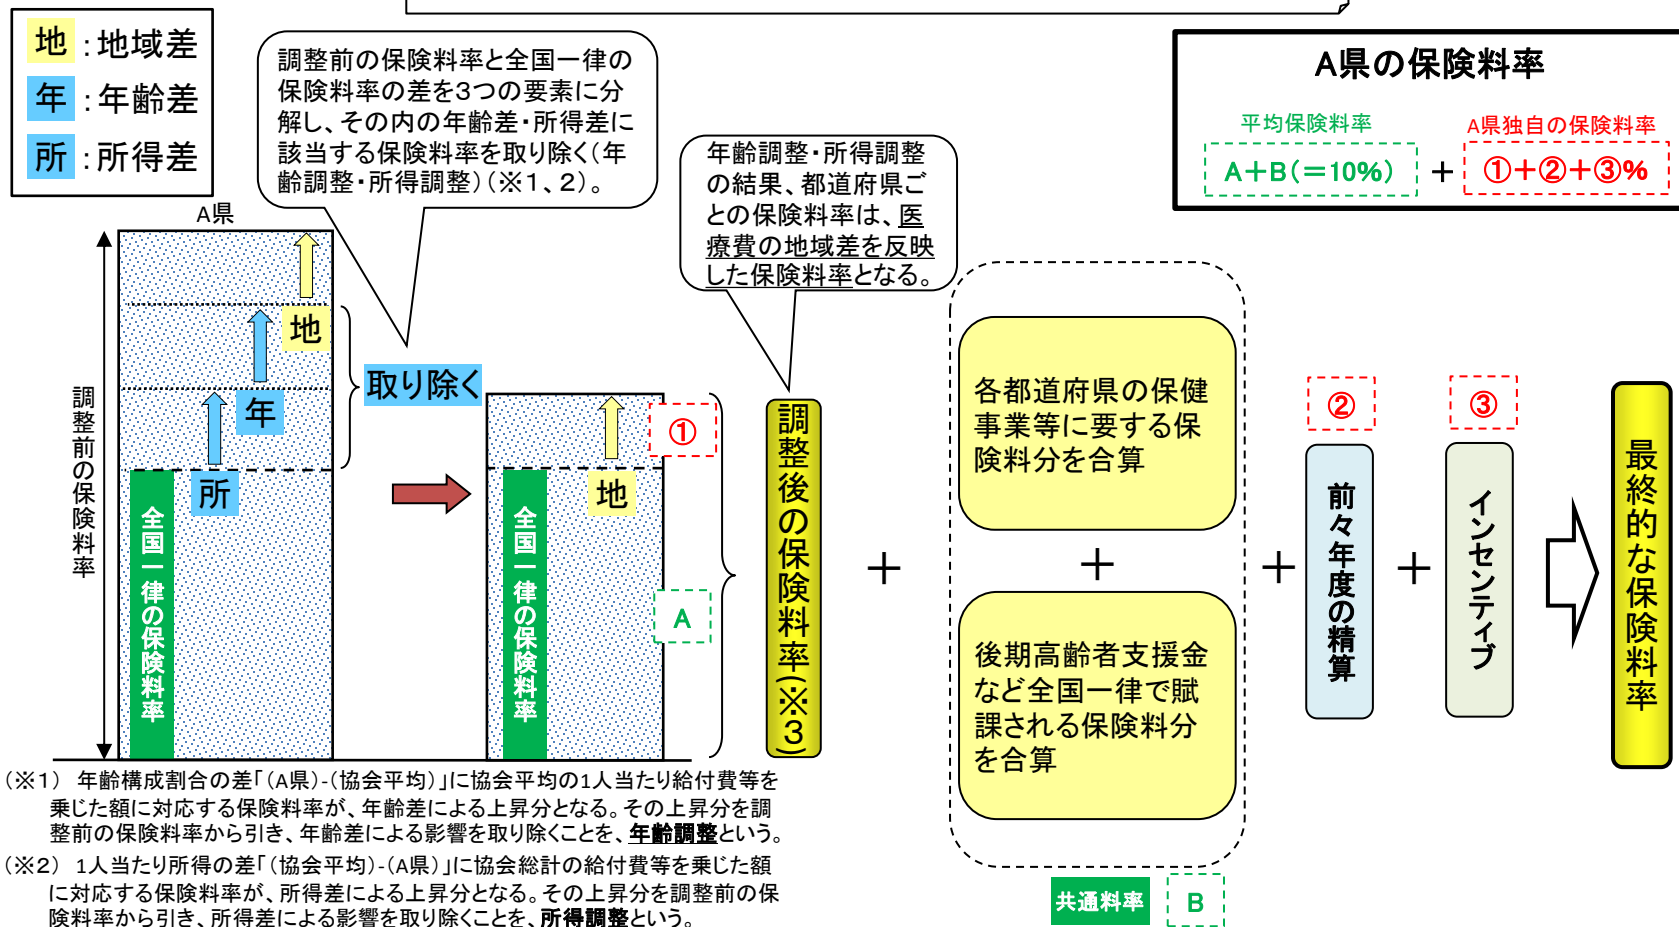 地:地域差
年:年齢差
所:所得差
調整前の保険料率と全国一律の
保険料率の差を3つの要素に分
解し、その内の年齢差・所得差に
該当する保険料率を取り除く(年
齢調整・所得調整)(※1、2)。
年齢調整・所得調整
の結果、都道府県ご
との保険料率は、医
療費の地域差を反映
した保険料率となる。
A県の保険料率
平均保険料率
A県独自の保険料率
A+B(=10%)
+
①+②+③%
A県
調整前の保険料率
地
年
所
全国一律の保険料率
取り除く
①
地
A
全国一律の保険料率
調整後の保険料率(※3)
+
各都道府県の保健
事業等に要する保
険料分を合算
+
後期高齢者支援金
など全国一律で賦
課される保険料分
を合算
共通料率
B
+
②
前々年度の精算
+
③
インセンティブ
最終的な保険料率
(※1) 年齢構成割合の差「(A県)-(協会平均)」に協会平均の1人当たり給付費等を
乗じた額に対応する保険料率が、年齢差による上昇分となる。その上昇分を調
整前の保険料率から引き、年齢差による影響を取り除くことを、年齢調整という。
(※2) 1人当たり所得の差「(協会平均)-(A県)」に協会総計の給付費等を乗じた額
に対応する保険料率が、所得差による上昇分となる。その上昇分を調整前の保
険料率から引き、所得差による影響を取り除くことを、所得調整という。